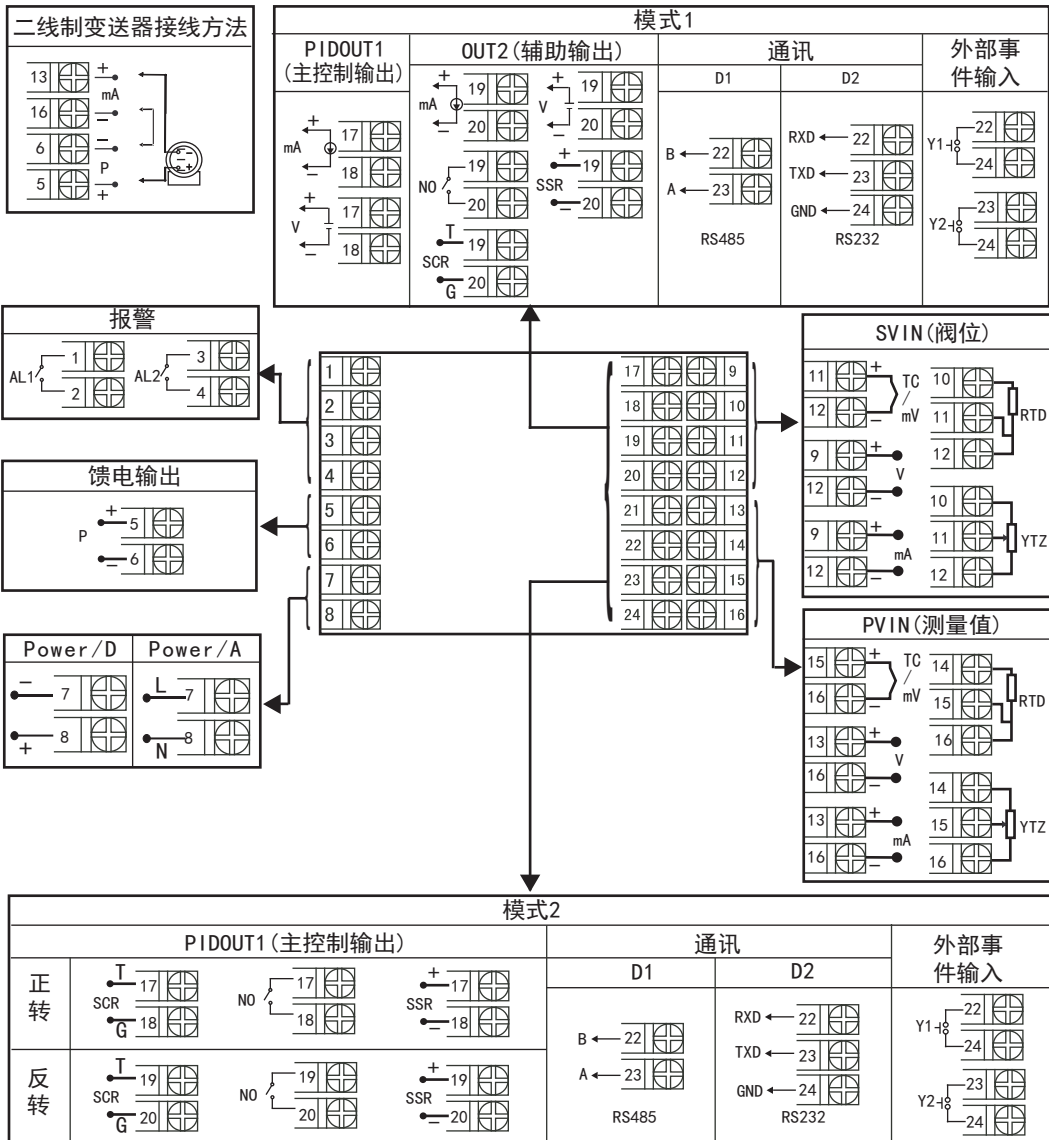 二线制变送器接线方法
13
+
mA
16
−
6
−
P
5
+
模式1
PIDOUT1
(主控制输出)
OUT2(辅助输出)
通讯
外部事
件输入
D1
D2
+
mA
−
17
18
+
V
−
17
18
+
mA
−
19
20
+
V
−
19
20
NO
19
20
+
SSR
−
19
20
T
SCR
G
19
20
B
22
A
23
RS485
RXD
22
TXD
23
GND
24
RS232
Y1
22
24
Y2
23
24
报警
AL1
1
2
AL2
3
4
馈电输出
P
+
5
−
6
Power/D
Power/A
−
7
+
8
L
7
N
8
1
2
3
4
5
6
7
8
17
9
18
10
19
11
20
12
21
13
22
14
23
15
24
16
SVIN(阀位)
11
+
TC
/
mV
12
−
10
11
12
RTD
9
+
V
12
−
9
+
mA
12
−
10
11
12
YTZ
PVIN(测量值)
15
+
TC
/
mV
16
−
14
15
16
RTD
13
+
V
16
−
13
+
mA
16
−
14
15
16
YTZ
模式2
PIDOUT1(主控制输出)
通讯
外部事
件输入
D1
D2
正
转
T
SCR
G
17
18
NO
17
18
+
SSR
−
17
18
反
转
T
SCR
G
19
20
NO
19
20
+
SSR
−
19
20
B
22
A
23
RS485
RXD
22
TXD
23
GND
24
RS232
Y1
22
24
Y2
23
24